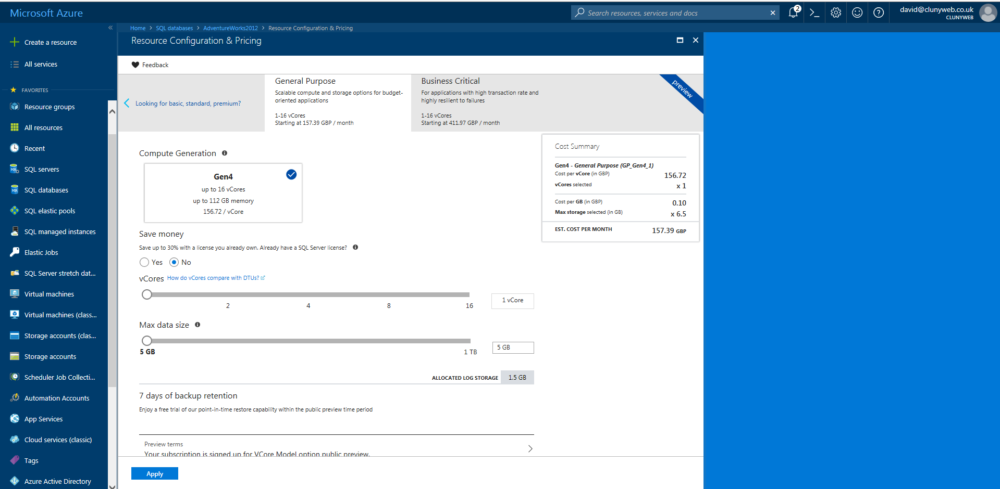 Microsoft Azure
Search resources, services and docs
2
david@clunyweb.co.uk
CLUNYWEB
Home > SQL databases > AdventureWorks2012 > Resource Configuration & Pricing
Resource Configuration & Pricing
Create a resource
All services
FAVORITES
Resource groups
All resources
Recent
SQL servers
SQL databases
SQL elastic pools
SQL managed instances
Elastic Jobs
SQL Server stretch dat...
Virtual machines
Virtual machines (class...
Storage accounts (clas...
Storage accounts
Scheduler Job Collecti...
Automation Accounts
App Services
Cloud services (classic)
Tags
Azure Active Directory
Feedback
Looking for basic, standard, premium?
General Purpose
Scalable compute and storage options for budget-
oriented applications
1-16 vCores
Starting at 157.39 GBP / month
Business Critical
For applications with high transaction rate and
highly resilient to failures
1-16 vCores
Starting at 411.97 GBP / month
preview
Compute Generation
Gen4
up to 16 vCores
up to 112 GB memory
156.72 / vCore
Save money
Save up to 30% with a license you already own. Already have a SQL Server license?
Yes No
vCores How do vCores compare with DTUs?
2 4 8 16
1 vCore
Max data size
5 GB 1 TB
5 GB
ALLOCATED LOG STORAGE 1.5 GB
7 days of backup retention
Enjoy a free trial of our point-in-time restore capability within the public preview time period
Preview terms
Your subscription is signed up for VCore Model option public preview.
Apply
Cost Summary
Gen4 - General Purpose (GP_Gen4_1)
Cost per vCore (in GBP) 156.72
vCores selected x 1
Cost per GB (in GBP) 0.10
Max storage selected (in GB) x 6.5
EST. COST PER MONTH 157.39 GBP